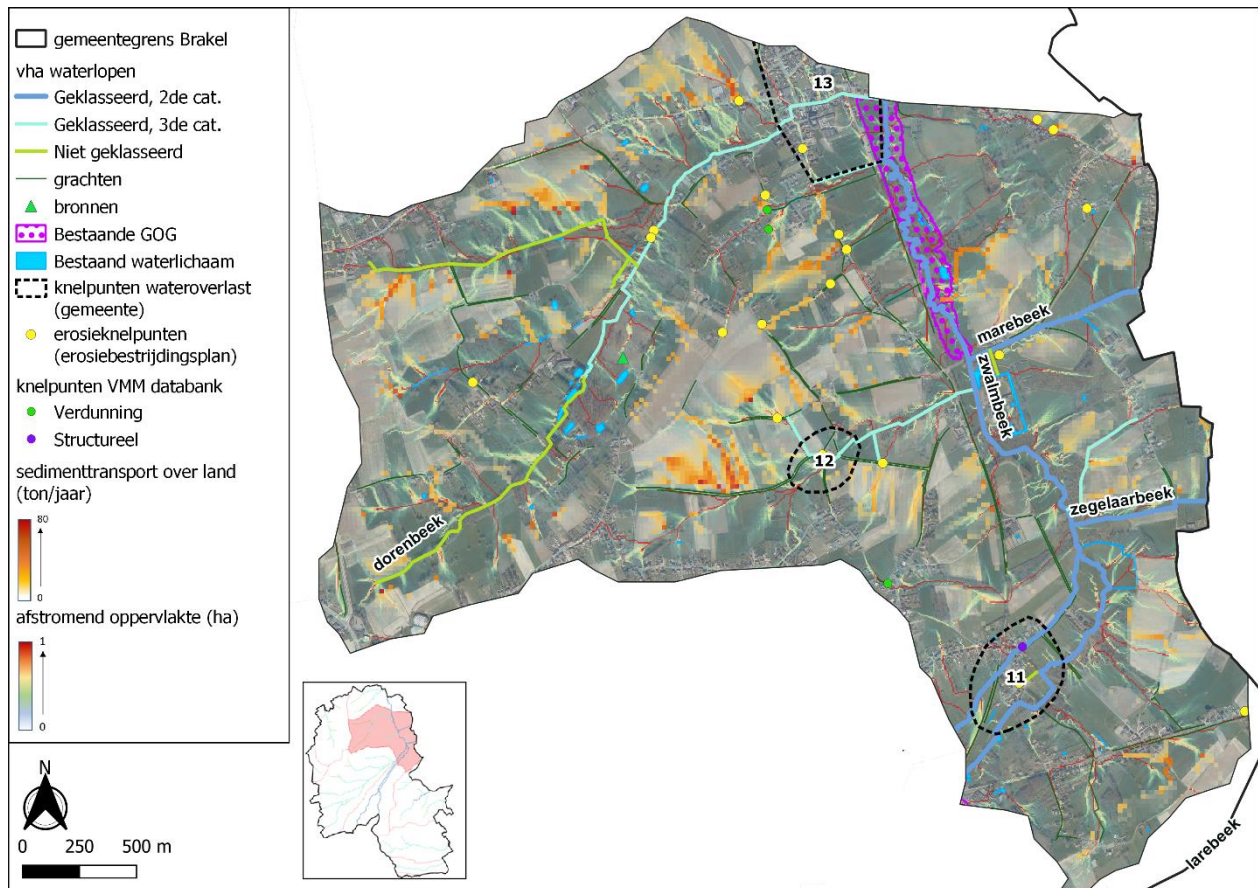 gemeentegrens Brakel
vha waterlopen
Geklasseerd, 2de cat.
Geklasseerd, 3de cat.
Niet geklasseerd
grachten
bronnen
Bestaande GOG
Bestaand waterlichaam
knelpunten wateroverlast
(gemeente)
erosieknelpunten
(erosiebestrijdingsplan)
knelpunten VMM databank
Verdunning
Structureel
sedimenttransport over land
(ton/jaar)
80
0
afstromend oppervlakte (ha)
1
0
N
0 250 500 m
13
marebeek
zwalmbeek
12
zegelaarbeek
dorenbeek
11
larebeek